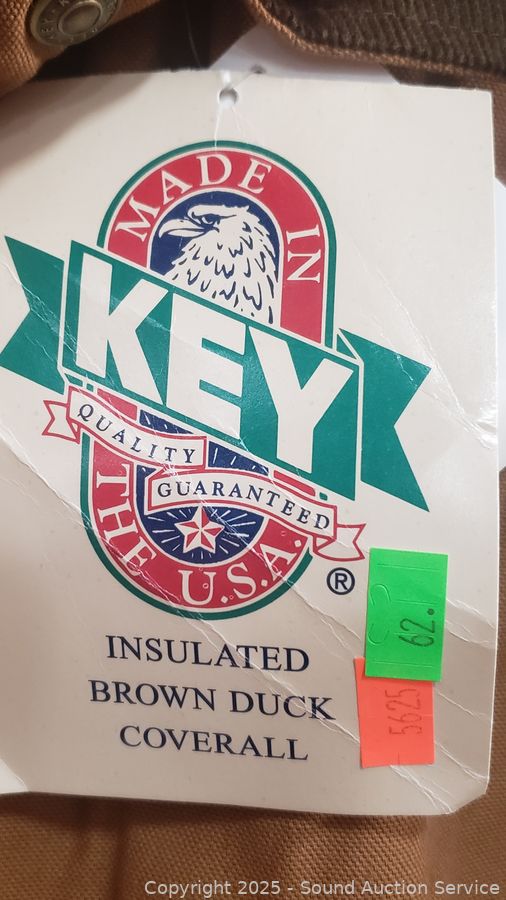 MADE IN
KEY
QUALITY
GUARANTEED
THE U.S.A.
®
INSULATED
BROWN DUCK
COVERALL
62.
5625
Copyright 2025 - Sound Auction Service